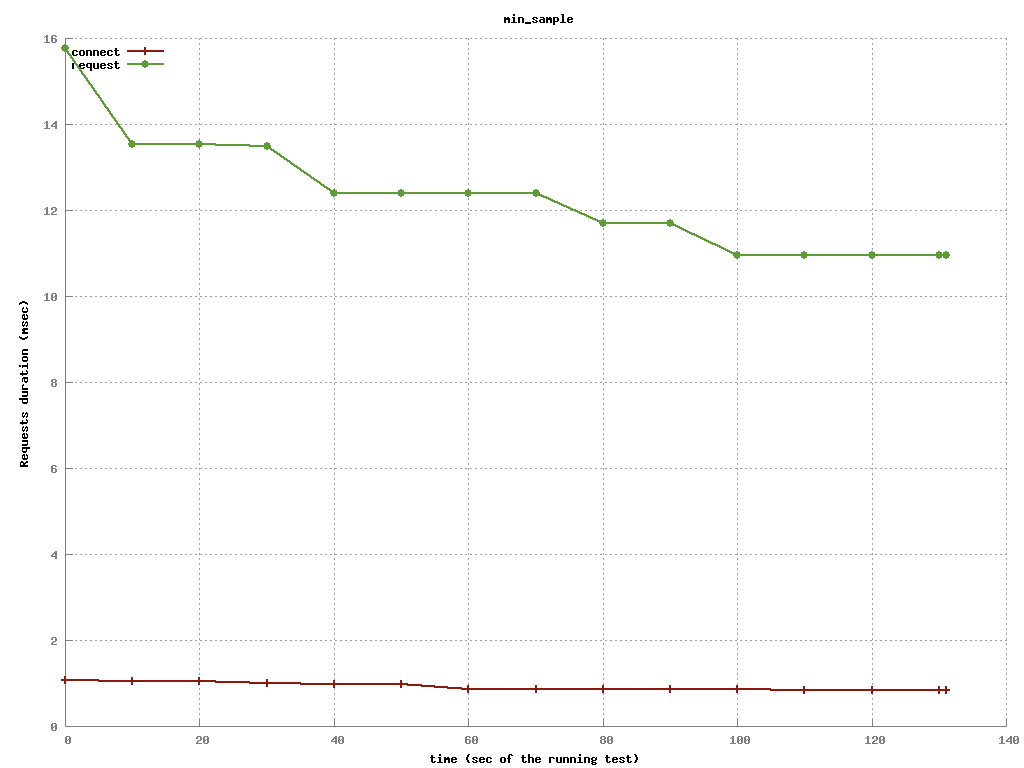 min_sample
16
connect
request
14
12
10
8
6
4
2
0
Requests duration (msec)
0 20 40 60 80 100 120 140
time (sec of the running test)